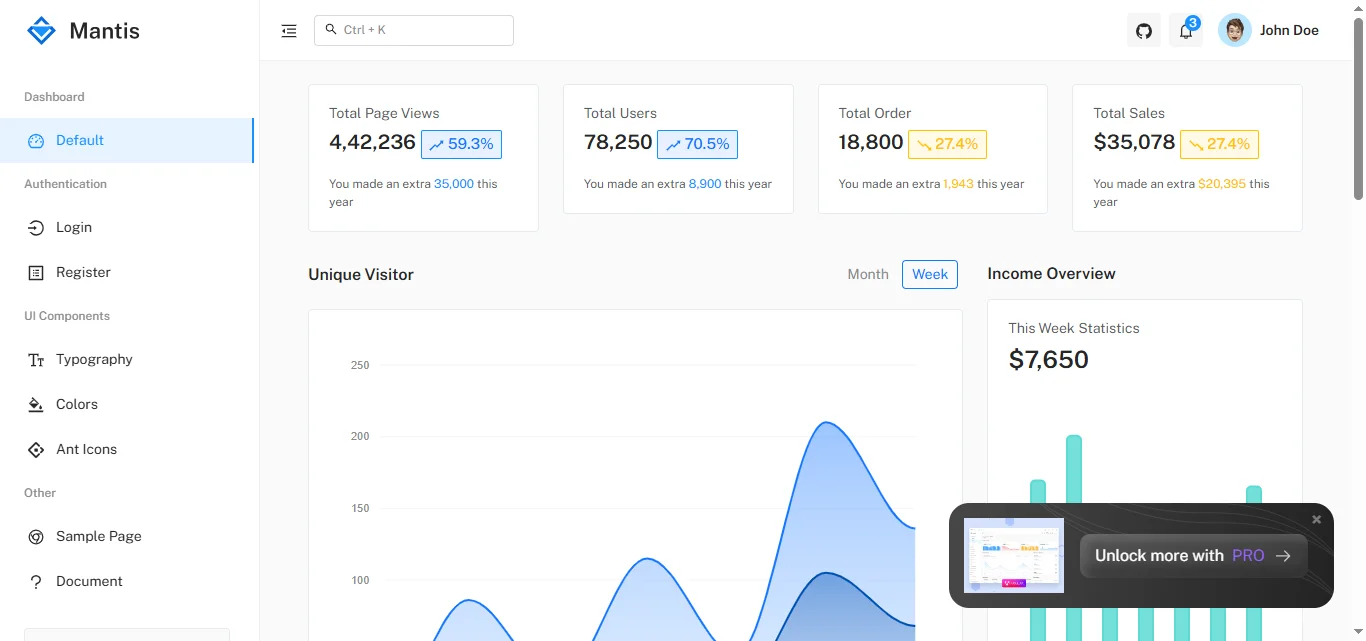 Mantis
Dashboard
Default
Authentication
Login
Register
UI Components
Typography
Colors
Ant Icons
Other
Sample Page
Document
Ctrl + K
3
John Doe
Total Page Views
4,42,236 59.3%
You made an extra 35,000 this
year
Total Users
78,250 70.5%
You made an extra 8,900 this year
Total Order
18,800 27.4%
You made an extra 1,943 this year
Total Sales
$35,078 27.4%
You made an extra $20,395 this
year
Unique Visitor
Month Week
250
200
150
100
Income Overview
This Week Statistics
$7,650
Unlock more with PRO →
×